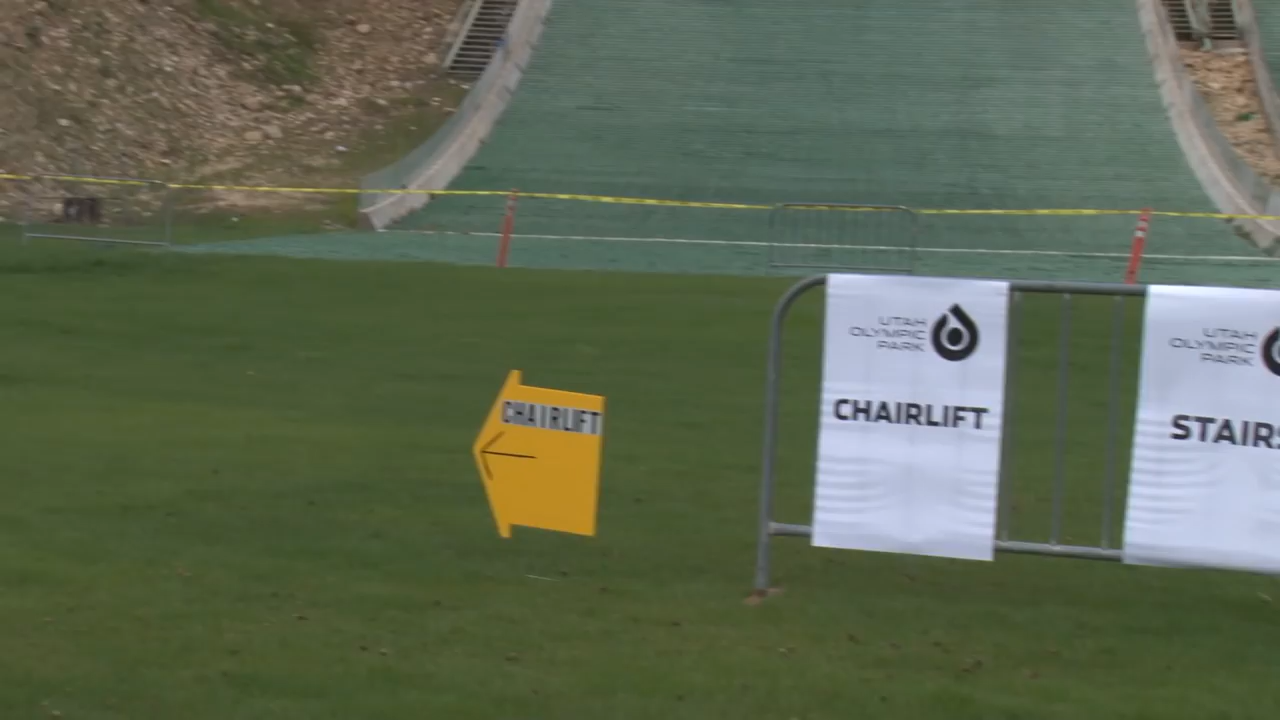 CHAIRLIFT
UTAH
OLYMPIC
PARK
CHAIRLIFT
UTAH
OLYMPIC
PARK
STAIRS